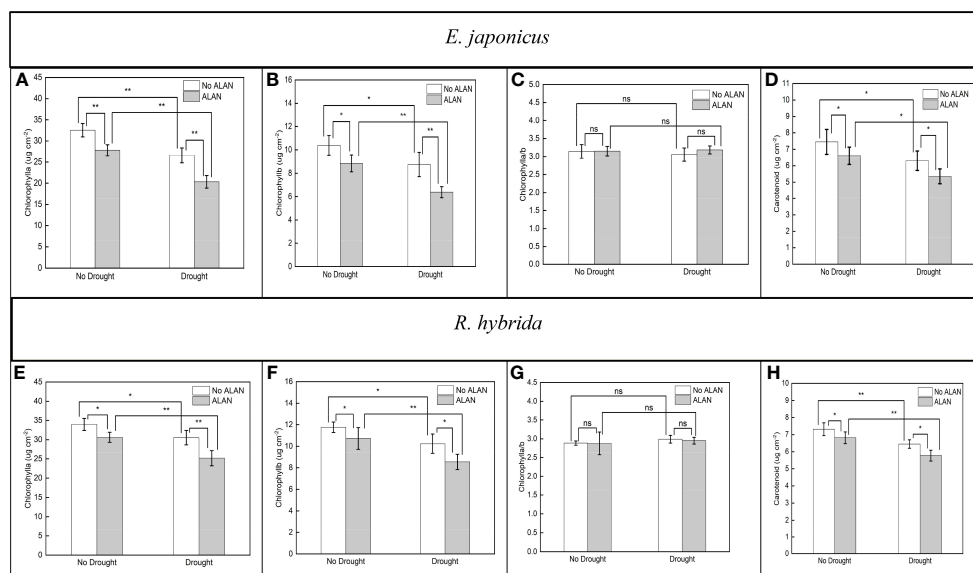 E. japonicus
A
45
40
35
30
25
20
15
10
5
0
Chlorophylla (ug cm⁻²)
No ALAN
ALAN
**
**
**
**
No Drought
Drought
B
16
14
12
10
8
6
4
2
0
Chlorophyllb (ug cm⁻²)
No ALAN
ALAN
*
*
**
**
No Drought
Drought
C
5.0
4.5
4.0
3.5
3.0
2.5
2.0
1.5
1.0
0.5
0.0
Chlorophylla/b
No ALAN
ALAN
ns
ns
ns
ns
No Drought
Drought
D
11
10
9
8
7
6
5
4
3
2
1
0
Carotenoid (ug cm⁻²)
No ALAN
ALAN
*
*
*
*
No Drought
Drought
R. hybrida
E
45
40
35
30
25
20
15
10
5
0
Chlorophylla (ug cm⁻²)
No ALAN
ALAN
*
*
**
**
No Drought
Drought
F
16
14
12
10
8
6
4
2
0
Chlorophyllb (ug cm⁻²)
No ALAN
ALAN
*
*
**
*
No Drought
Drought
G
5.0
4.5
4.0
3.5
3.0
2.5
2.0
1.5
1.0
0.5
0.0
Chlorophylla/b
No ALAN
ALAN
ns
ns
ns
ns
No Drought
Drought
H
10
9
8
7
6
5
4
3
2
1
0
Carotenoid (ug cm⁻²)
No ALAN
ALAN
**
*
**
*
No Drought
Drought